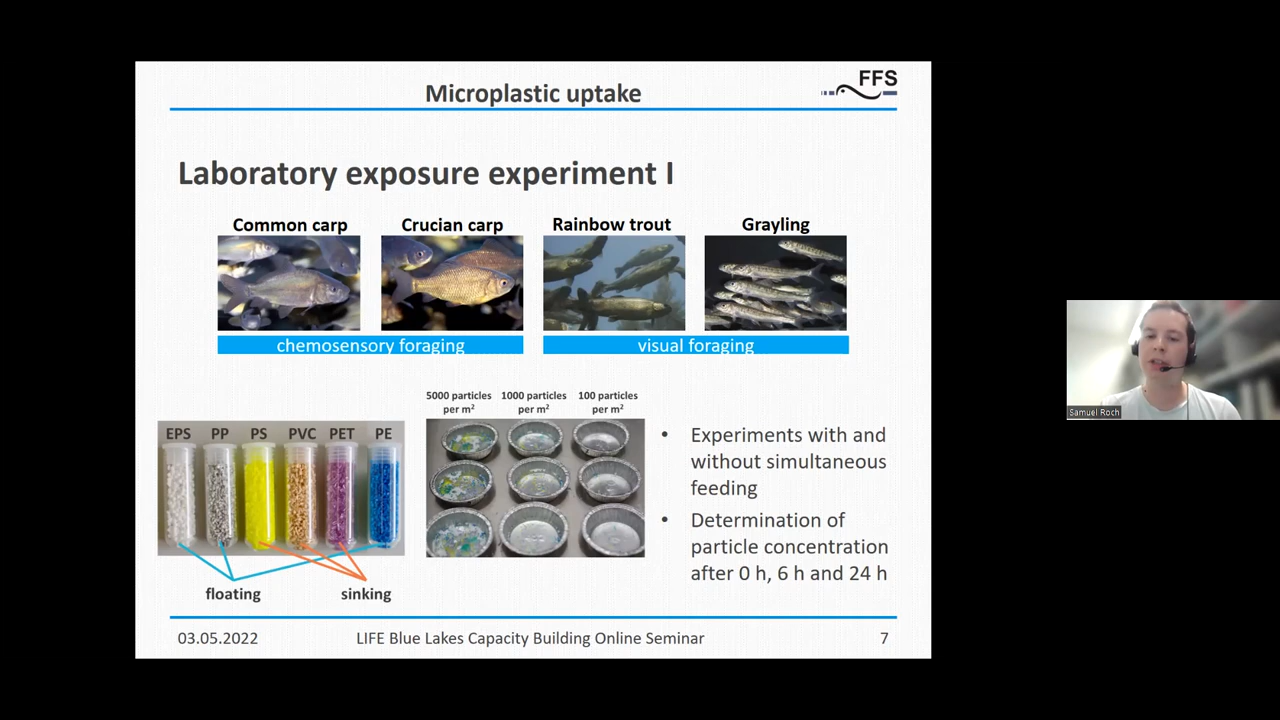 Microplastic uptake
FFS
Laboratory exposure experiment I
Common carp
Crucian carp
Rainbow trout
Grayling
chemosensory foraging
visual foraging
5000 particles
per m²
1000 particles
per m²
100 particles
per m²
EPS
PP
PS
PVC
PET
PE
floating
sinking
• Experiments with and
without simultaneous
feeding
• Determination of
particle concentration
after 0 h, 6 h and 24 h
03.05.2022
LIFE Blue Lakes Capacity Building Online Seminar
7
Samuel Roch